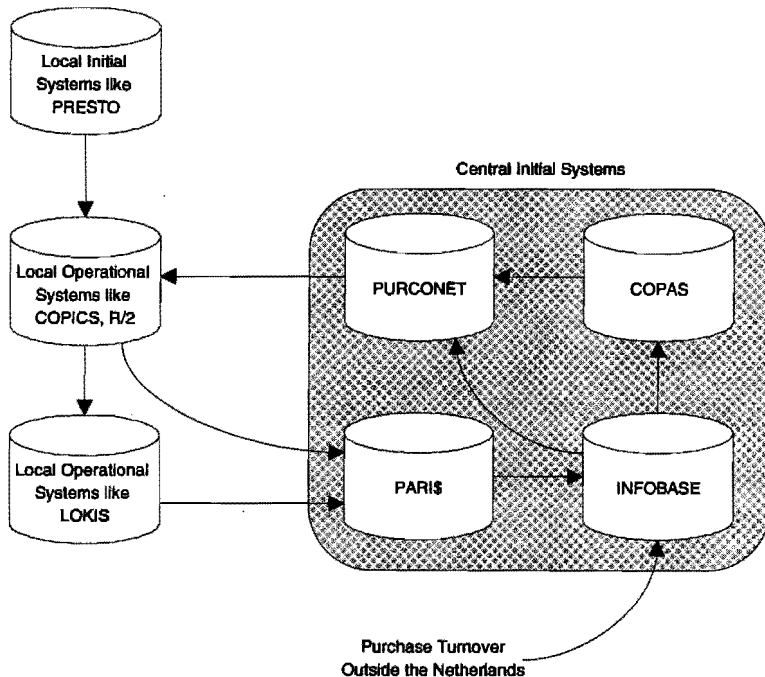 Local Initial
Systems like
PRESTO
Central Initial Systems
Local Operational
Systems like
COPICS, R/2
PURCONET
COPAS
Local Operational
Systems like
LOKIS
PARI$
INFOBASE
Purchase Turnover
Outside the Netherlands